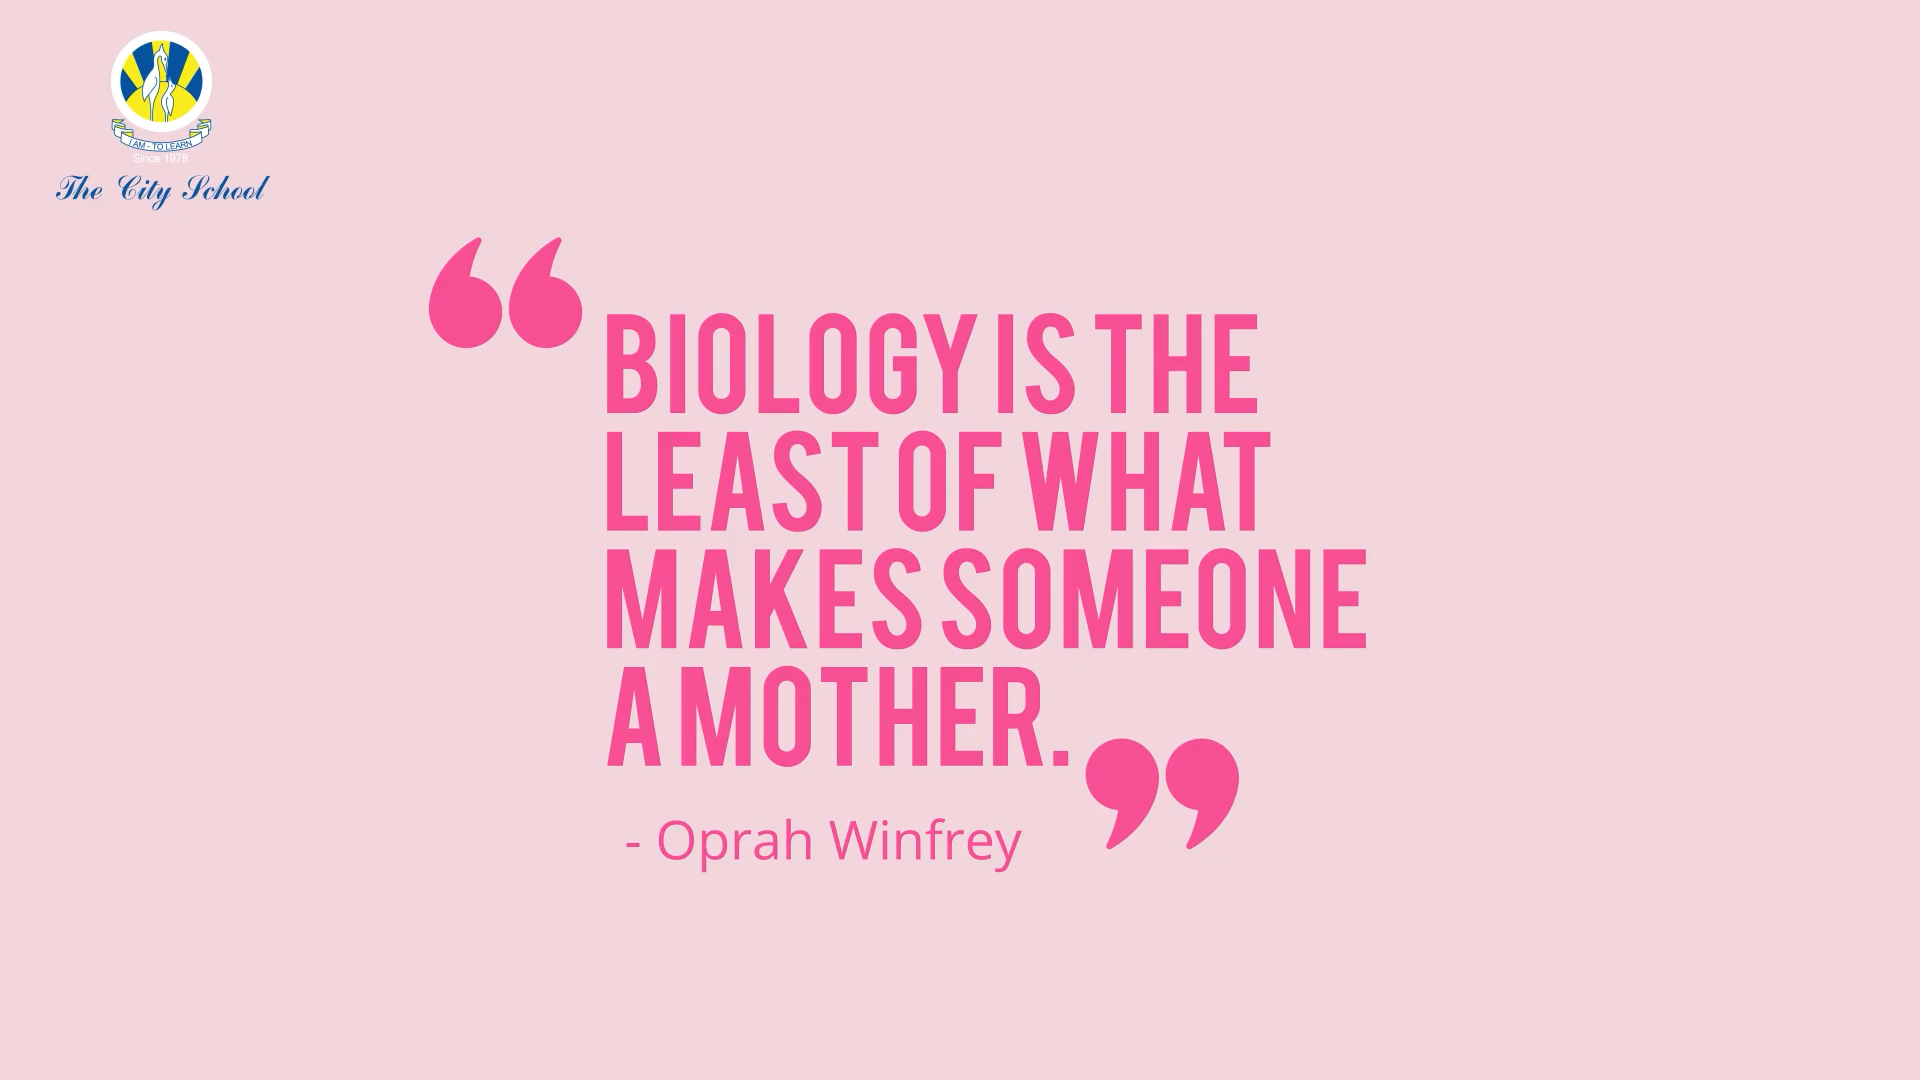 I AM - TO LEARN
Since 1978
The City School
“BIOLOGY IS THE
LEAST OF WHAT
MAKES SOMEONE
A MOTHER.”
- Oprah Winfrey